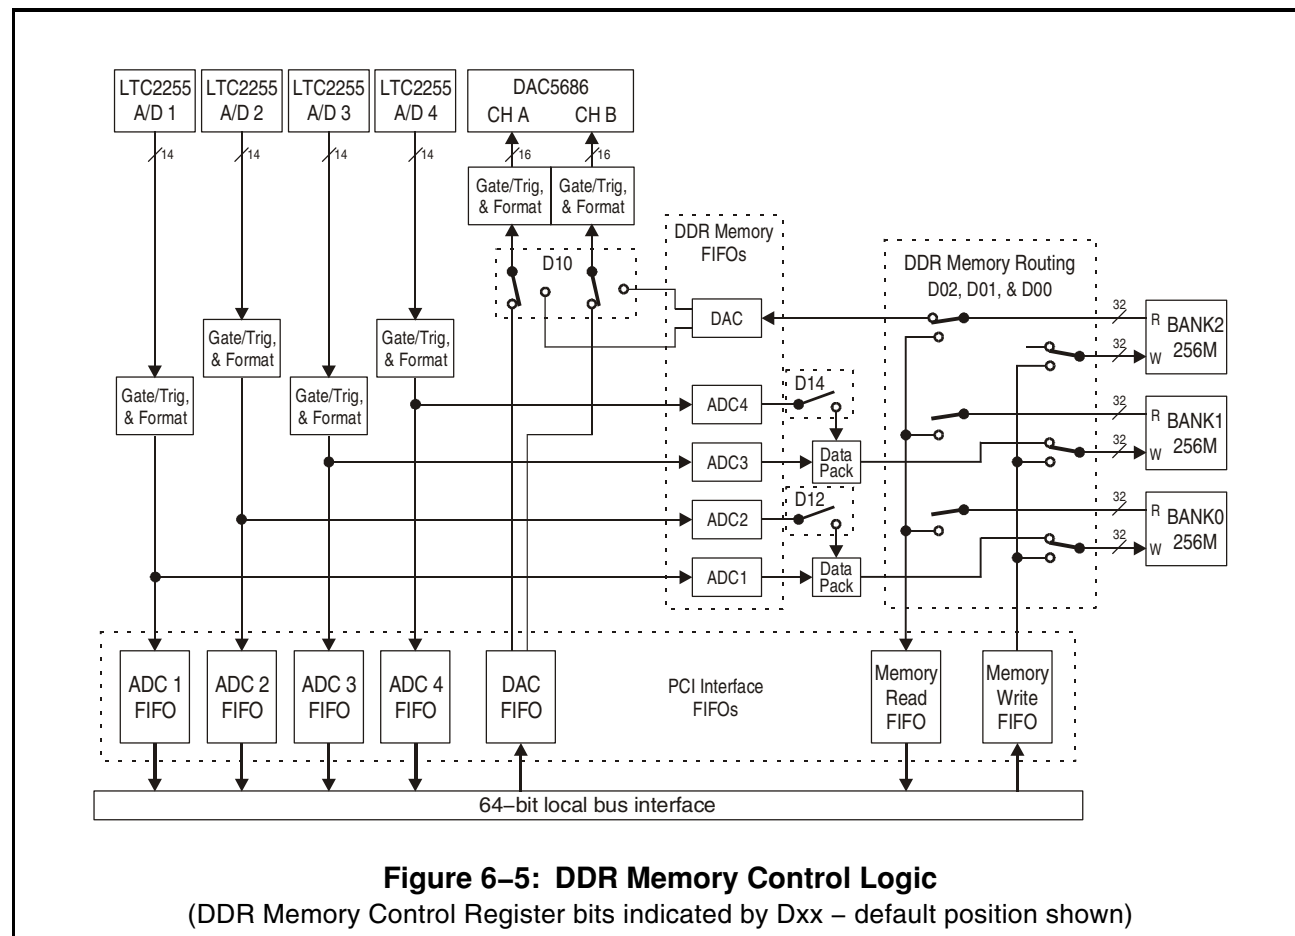 LTC2255
A/D 1
LTC2255
A/D 2
LTC2255
A/D 3
LTC2255
A/D 4
DAC5686
CH A
CH B
14
14
14
14
16
16
Gate/Trig,
& Format
Gate/Trig,
& Format
DDR Memory
FIFOs
D10
DDR Memory Routing
D02, D01, & D00
DAC
32
R
BANK2
256M
32
W
Gate/Trig,
& Format
Gate/Trig,
& Format
Gate/Trig,
& Format
Gate/Trig,
& Format
D14
ADC4
32
R
BANK1
256M
32
W
ADC3
Data
Pack
D12
ADC2
32
R
BANK0
256M
32
W
ADC1
Data
Pack
ADC 1
FIFO
ADC 2
FIFO
ADC 3
FIFO
ADC 4
FIFO
DAC
FIFO
PCI Interface
FIFOs
Memory
Read
FIFO
Memory
Write
FIFO
64–bit local bus interface
Figure 6–5: DDR Memory Control Logic
(DDR Memory Control Register bits indicated by Dxx – default position shown)